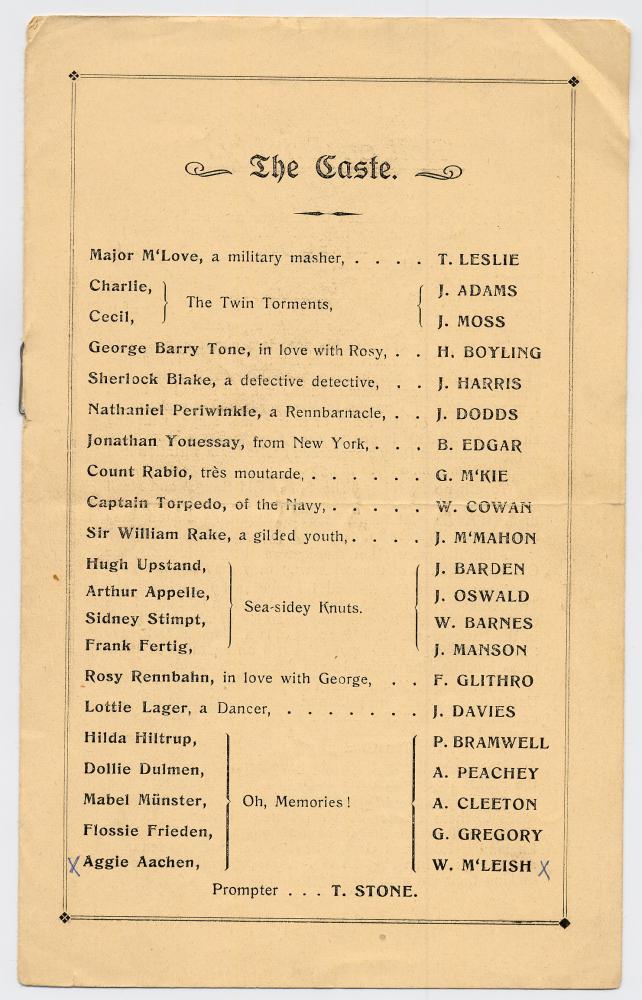 The Caste.
Major M‘Love, a military masher, . . . . T. LESLIE
Charlie, } The Twin Torments, { J. ADAMS
Cecil, J. MOSS
George Barry Tone, in love with Rosy, . . H. BOYLING
Sherlock Blake, a defective detective, . . J. HARRIS
Nathaniel Periwinkle, a Rennbarnacle, . . J. DODDS
Jonathan Youessay, from New York, . . . B. EDGAR
Count Rabio, très moutarde, . . . . . . G. M‘KIE
Captain Torpedo, of the Navy, . . . . . W. COWAN
Sir William Rake, a gilded youth, . . . . J. M‘MAHON
Hugh Upstand, J. BARDEN
Arthur Appelle, J. OSWALD
} Sea-sidey Knuts. {
Sidney Stimpt, W. BARNES
Frank Fertig, J. MANSON
Rosy Rennbahn, in love with George, . . F. GLITHRO
Lottie Lager, a Dancer, . . . . . . . J. DAVIES
Hilda Hiltrup, P. BRAMWELL
Dollie Dulmen, A. PEACHEY
Mabel Münster, } Oh, Memories! { A. CLEETON
Flossie Frieden, G. GREGORY
X Aggie Aachen, W. M‘LEISH X
Prompter . . . T. STONE.